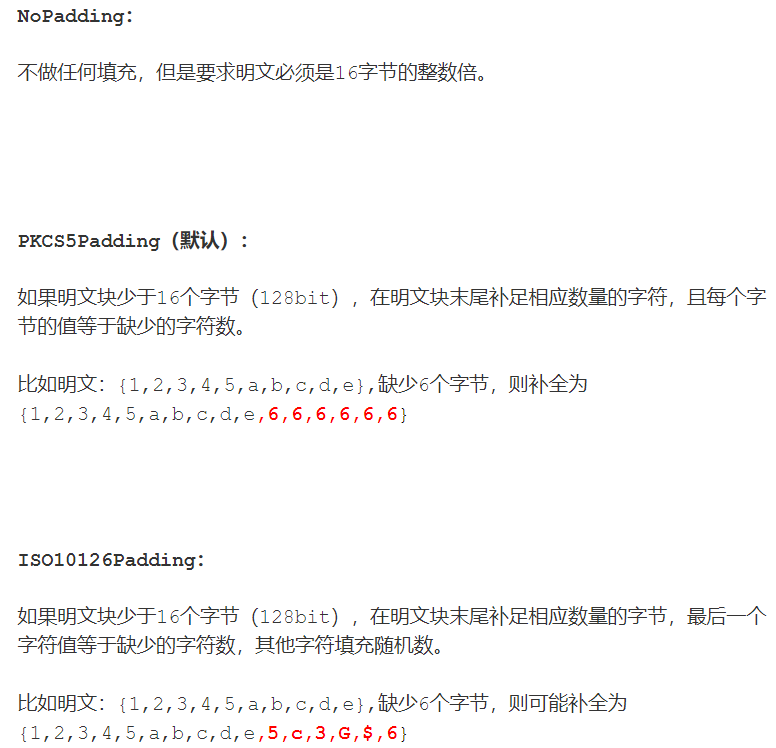 NoPadding：
不做任何填充，但是要求明文必须是16字节的整数倍。
PKCS5Padding（默认）：
如果明文块少于16个字节（128bit），在明文块末尾补足相应数量的字符，且每个字
节的值等于缺少的字符数。
比如明文：{1,2,3,4,5,a,b,c,d,e},缺少6个字节，则补全为
{1,2,3,4,5,a,b,c,d,e,6,6,6,6,6,6}
ISO10126Padding：
如果明文块少于16个字节（128bit），在明文块末尾补足相应数量的字节，最后一个
字符值等于缺少的字符数，其他字符填充随机数。
比如明文：{1,2,3,4,5,a,b,c,d,e},缺少6个字节，则可能补全为
{1,2,3,4,5,a,b,c,d,e,5,c,3,G,$,6}